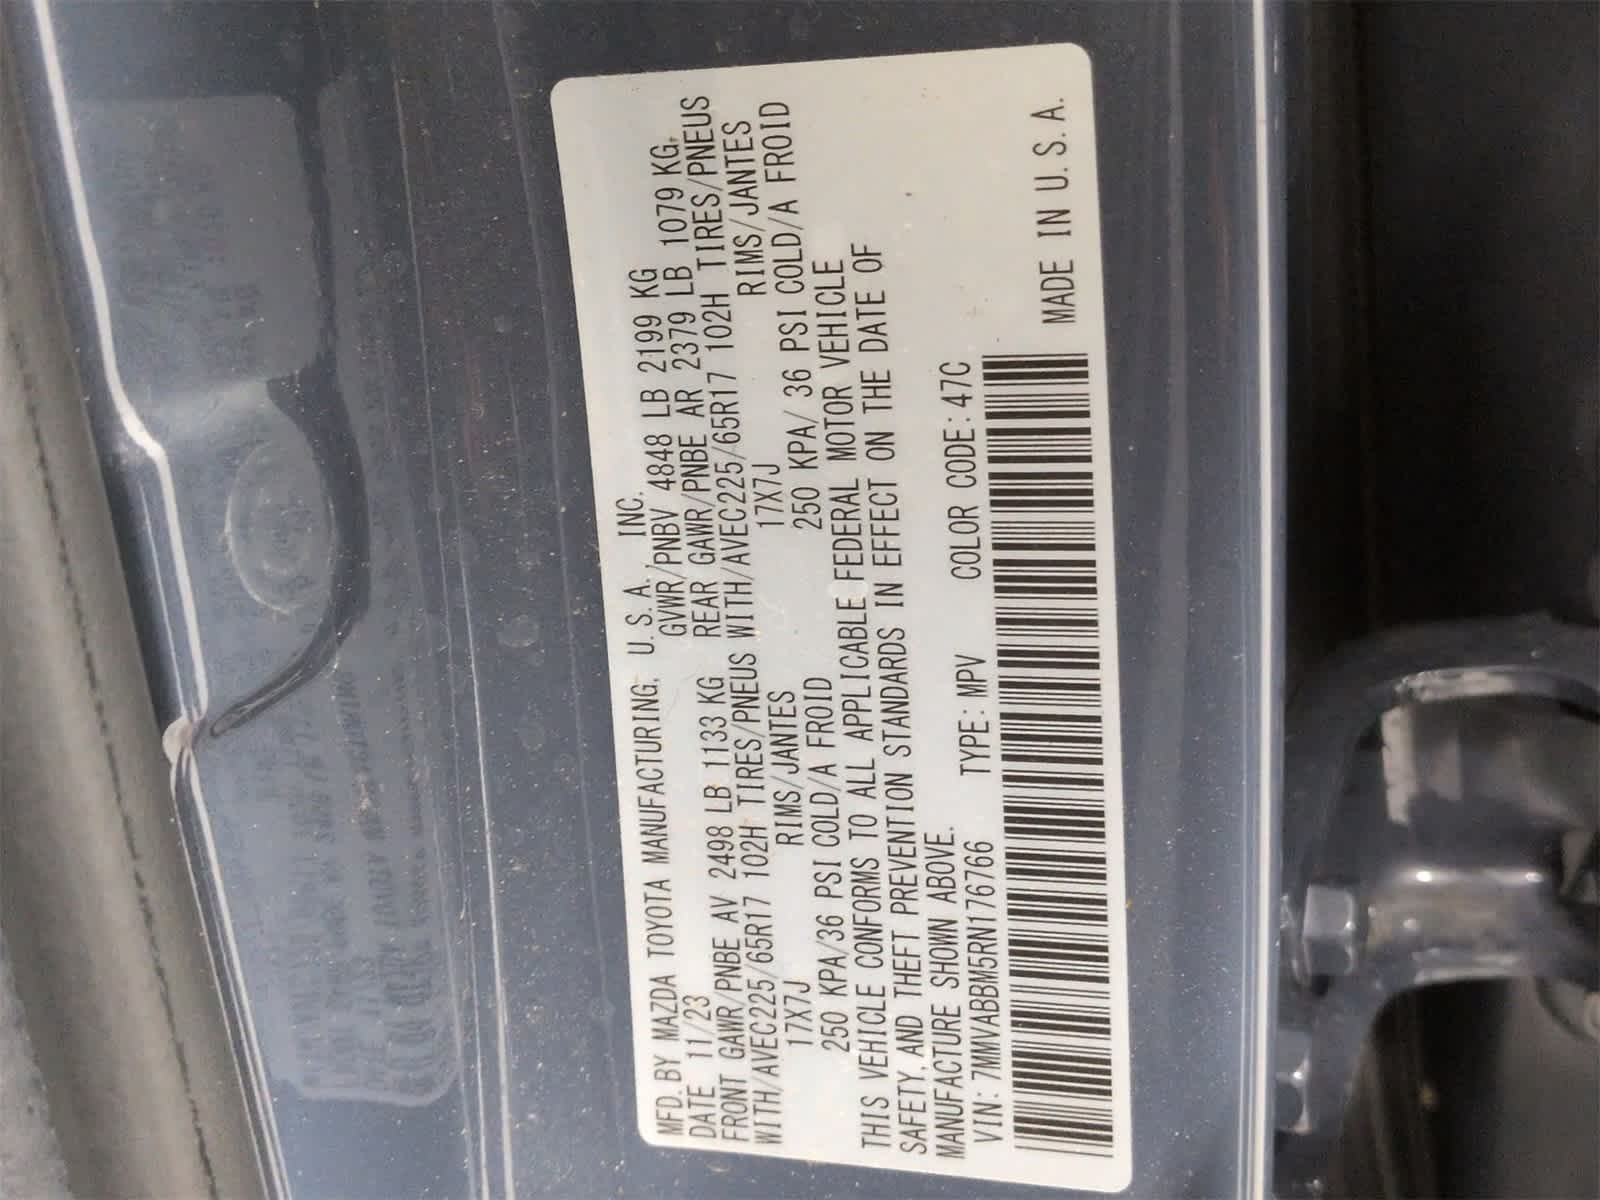 MFD. BY MAZDA TOYOTA MANUFACTURING, U. S. A. INC.
DATE 11/23 GVWR/PNBV 4848 LB 2199 KG
FRONT GAWR/PNBE AV 2498 LB 1133 KG REAR GAWR/PNBE AR 2379 LB 1079 KG.
WITH/AVEC225/65R17 102H TIRES/PNEUS WITH/AVEC225/65R17 102H TIRES/PNEUS
17X7J RIMS/JANTES 17X7J RIMS/JANTES
250 KPA/36 PSI COLD/A FROID 250 KPA/ 36 PSI COLD/A FROID
THIS VEHICLE CONFORMS TO ALL APPLICABLE FEDERAL MOTOR VEHICLE
SAFETY, AND THEFT PREVENTION STANDARDS IN EFFECT ON THE DATE OF
MANUFACTURE SHOWN ABOVE.
VIN: 7MMVABBM5RN176766 TYPE: MPV COLOR CODE: 47C
MADE IN U. S. A.